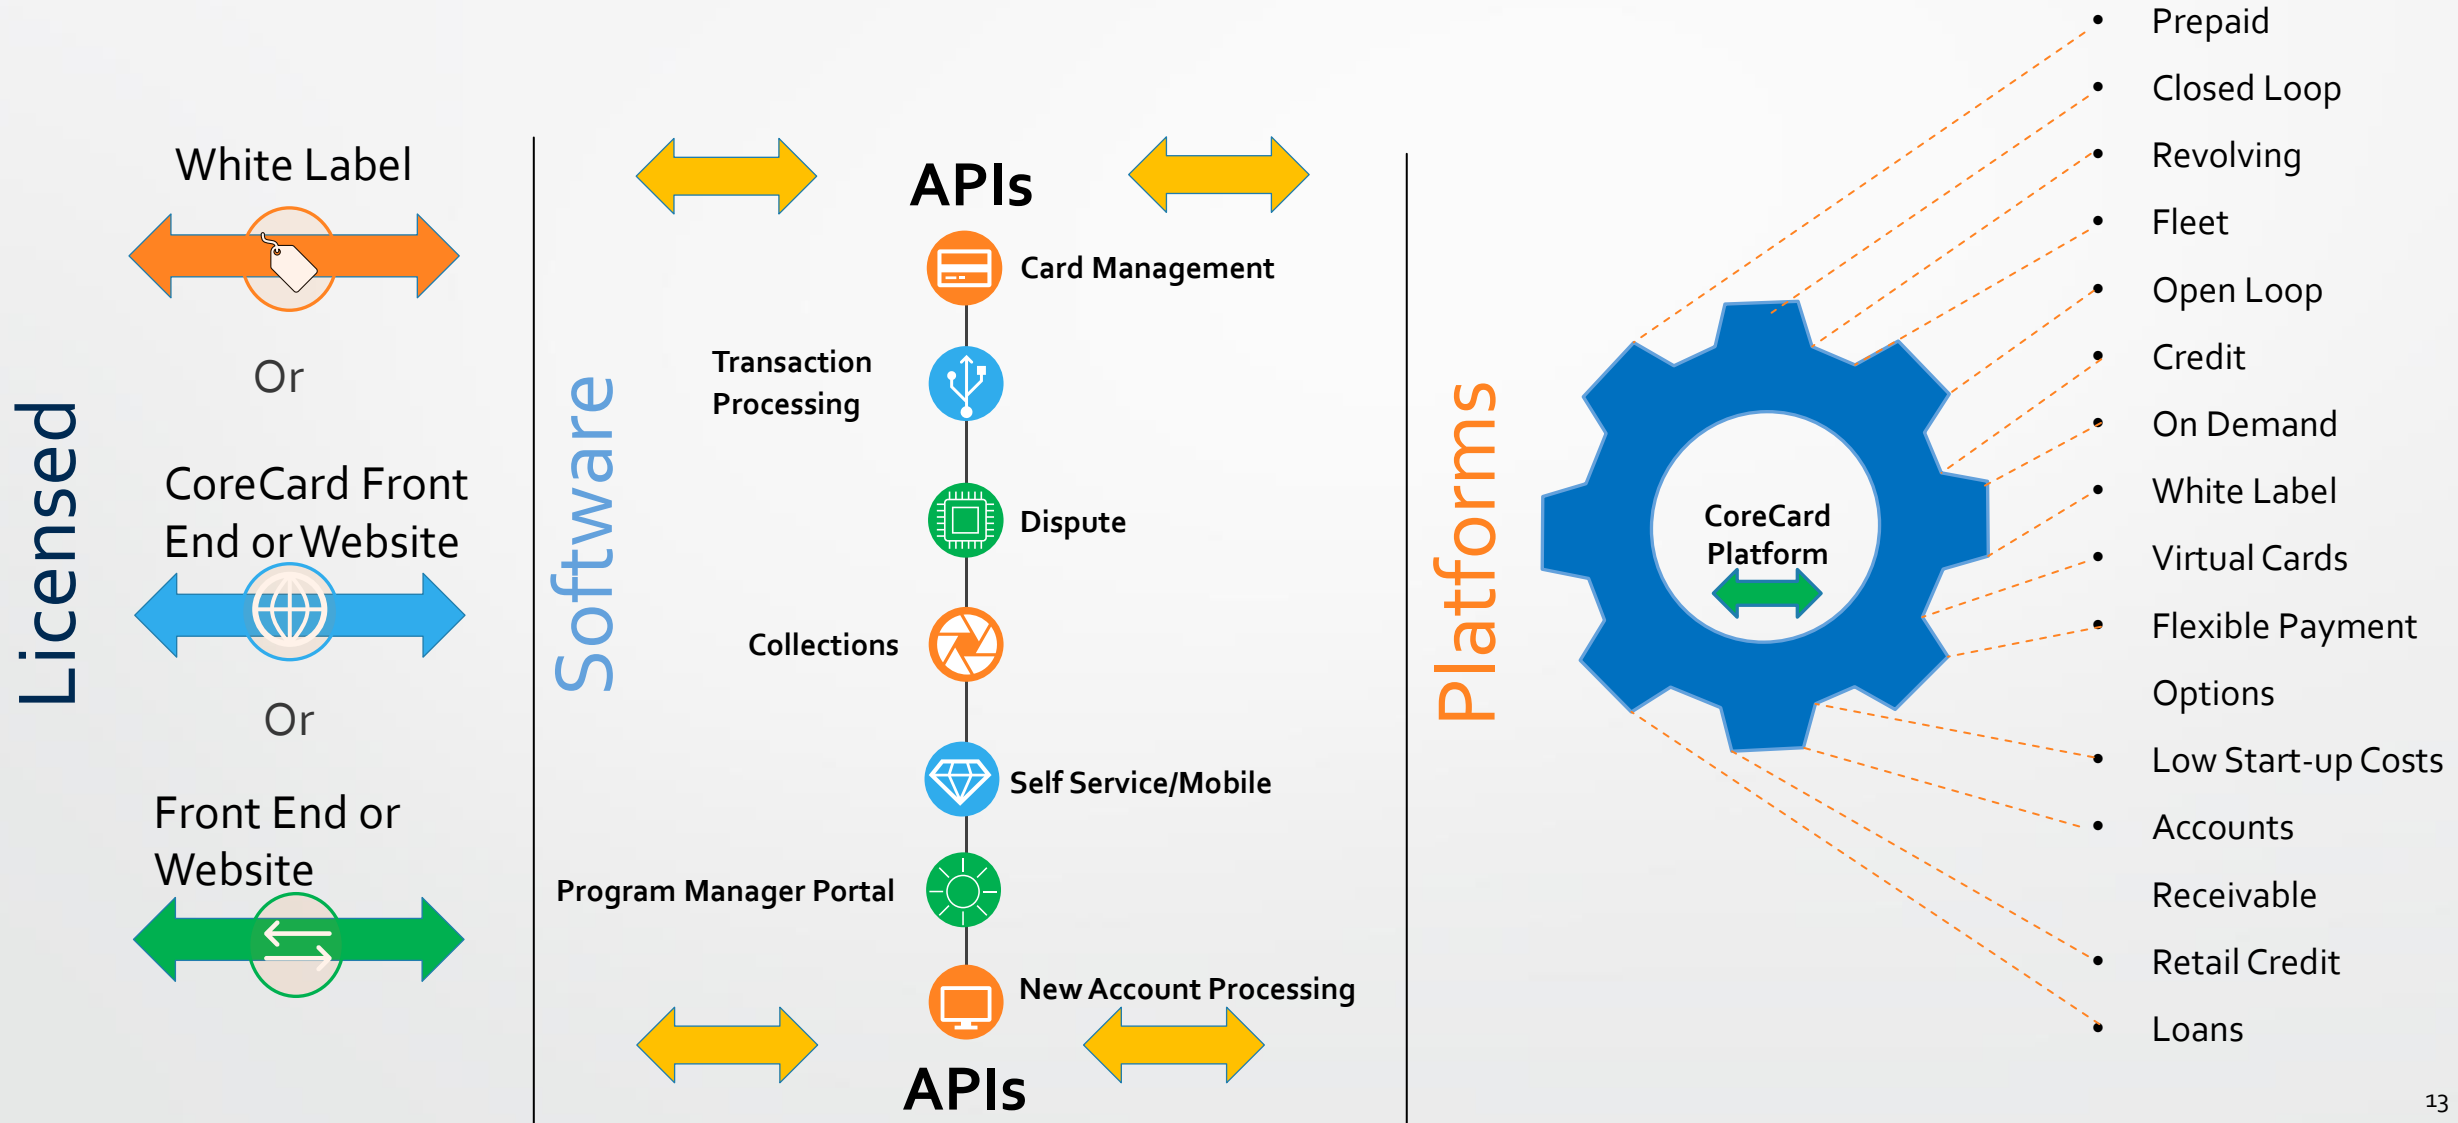 Licensed
White Label
Or
CoreCard Front
End or Website
Or
Front End or
Website
Software
APIs
Card Management
Transaction
Processing
Dispute
Collections
Self Service/Mobile
Program Manager Portal
New Account Processing
APIs
Platforms
CoreCard
Platform
• Prepaid
• Closed Loop
• Revolving
• Fleet
• Open Loop
• Credit
• On Demand
• White Label
• Virtual Cards
• Flexible Payment
Options
• Low Start-up Costs
• Accounts
Receivable
• Retail Credit
• Loans
13